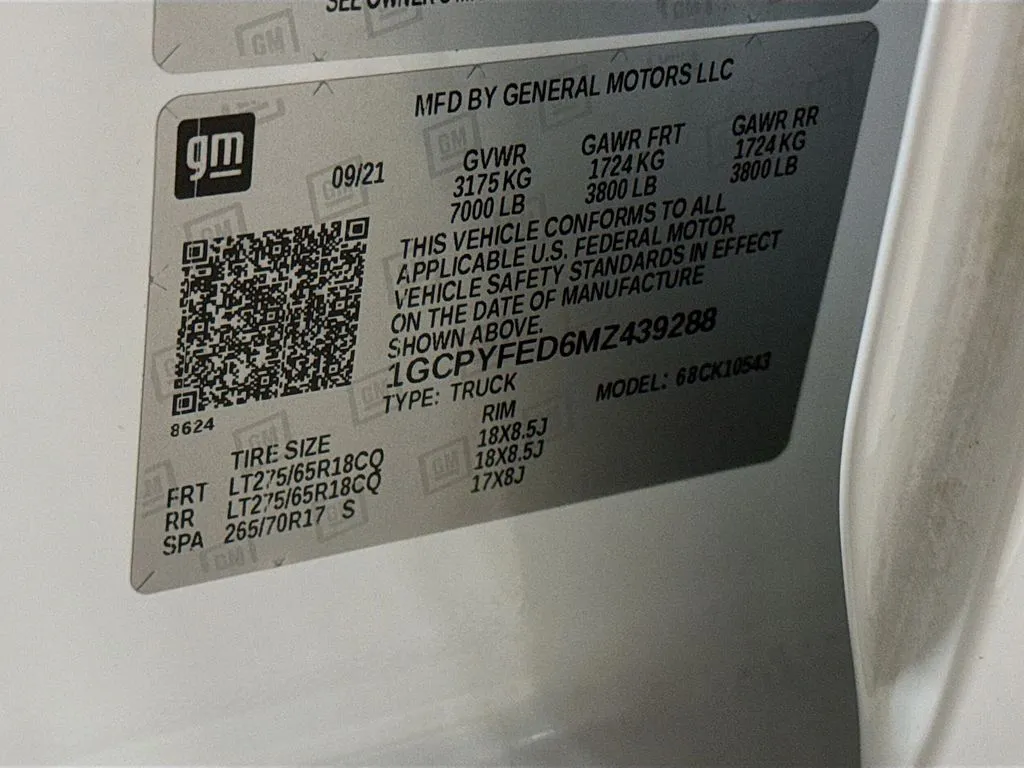 SEE OWNER'S
MFD BY GENERAL MOTORS LLC
gm
09/21
GVWR GAWR FRT GAWR RR
3175 KG 1724 KG 1724 KG
7000 LB 3800 LB 3800 LB
THIS VEHICLE CONFORMS TO ALL
APPLICABLE U.S. FEDERAL MOTOR
VEHICLE SAFETY STANDARDS IN EFFECT
ON THE DATE OF MANUFACTURE
SHOWN ABOVE.
1GCPYFED6MZ439288
TYPE: TRUCK MODEL: 68CK10543
8624
TIRE SIZE RIM
FRT LT275/65R18CQ 18X8.5J
RR LT275/65R18CQ 18X8.5J
SPA 265/70R17 S 17X8J